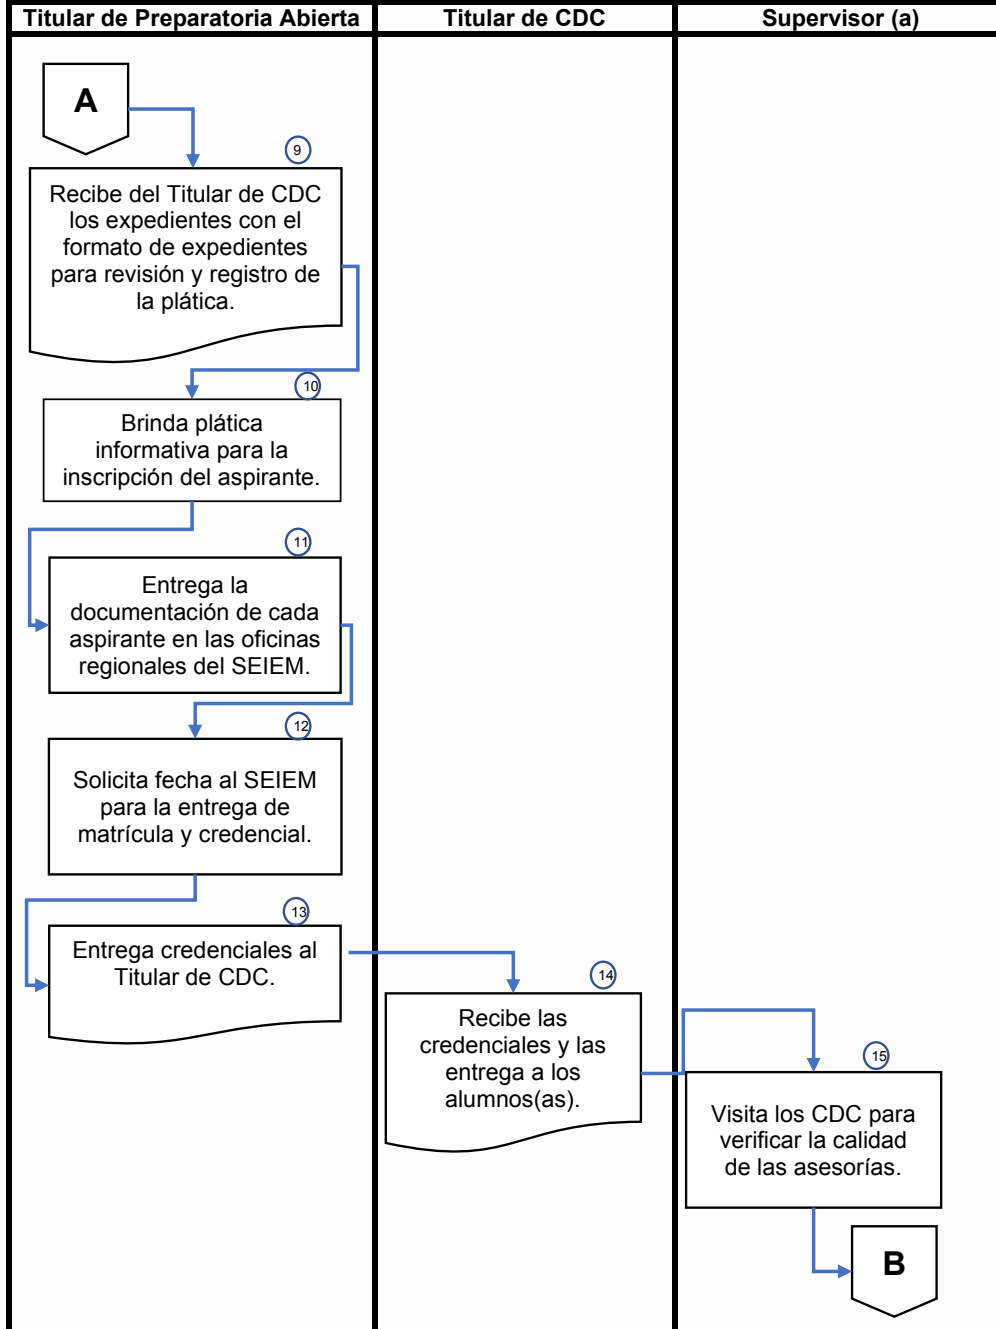 Titular de Preparatoria Abierta
Titular de CDC
Supervisor (a)
A
9
Recibe del Titular de CDC
los expedientes con el
formato de expedientes
para revisión y registro de
la plática.
10
Brinda plática
informativa para la
inscripción del aspirante.
11
Entrega la
documentación de cada
aspirante en las oficinas
regionales del SEIEM.
12
Solicita fecha al SEIEM
para la entrega de
matrícula y credencial.
13
Entrega credenciales al
Titular de CDC.
14
Recibe las
credenciales y las
entrega a los
alumnos(as).
15
Visita los CDC para
verificar la calidad
de las asesorías.
B